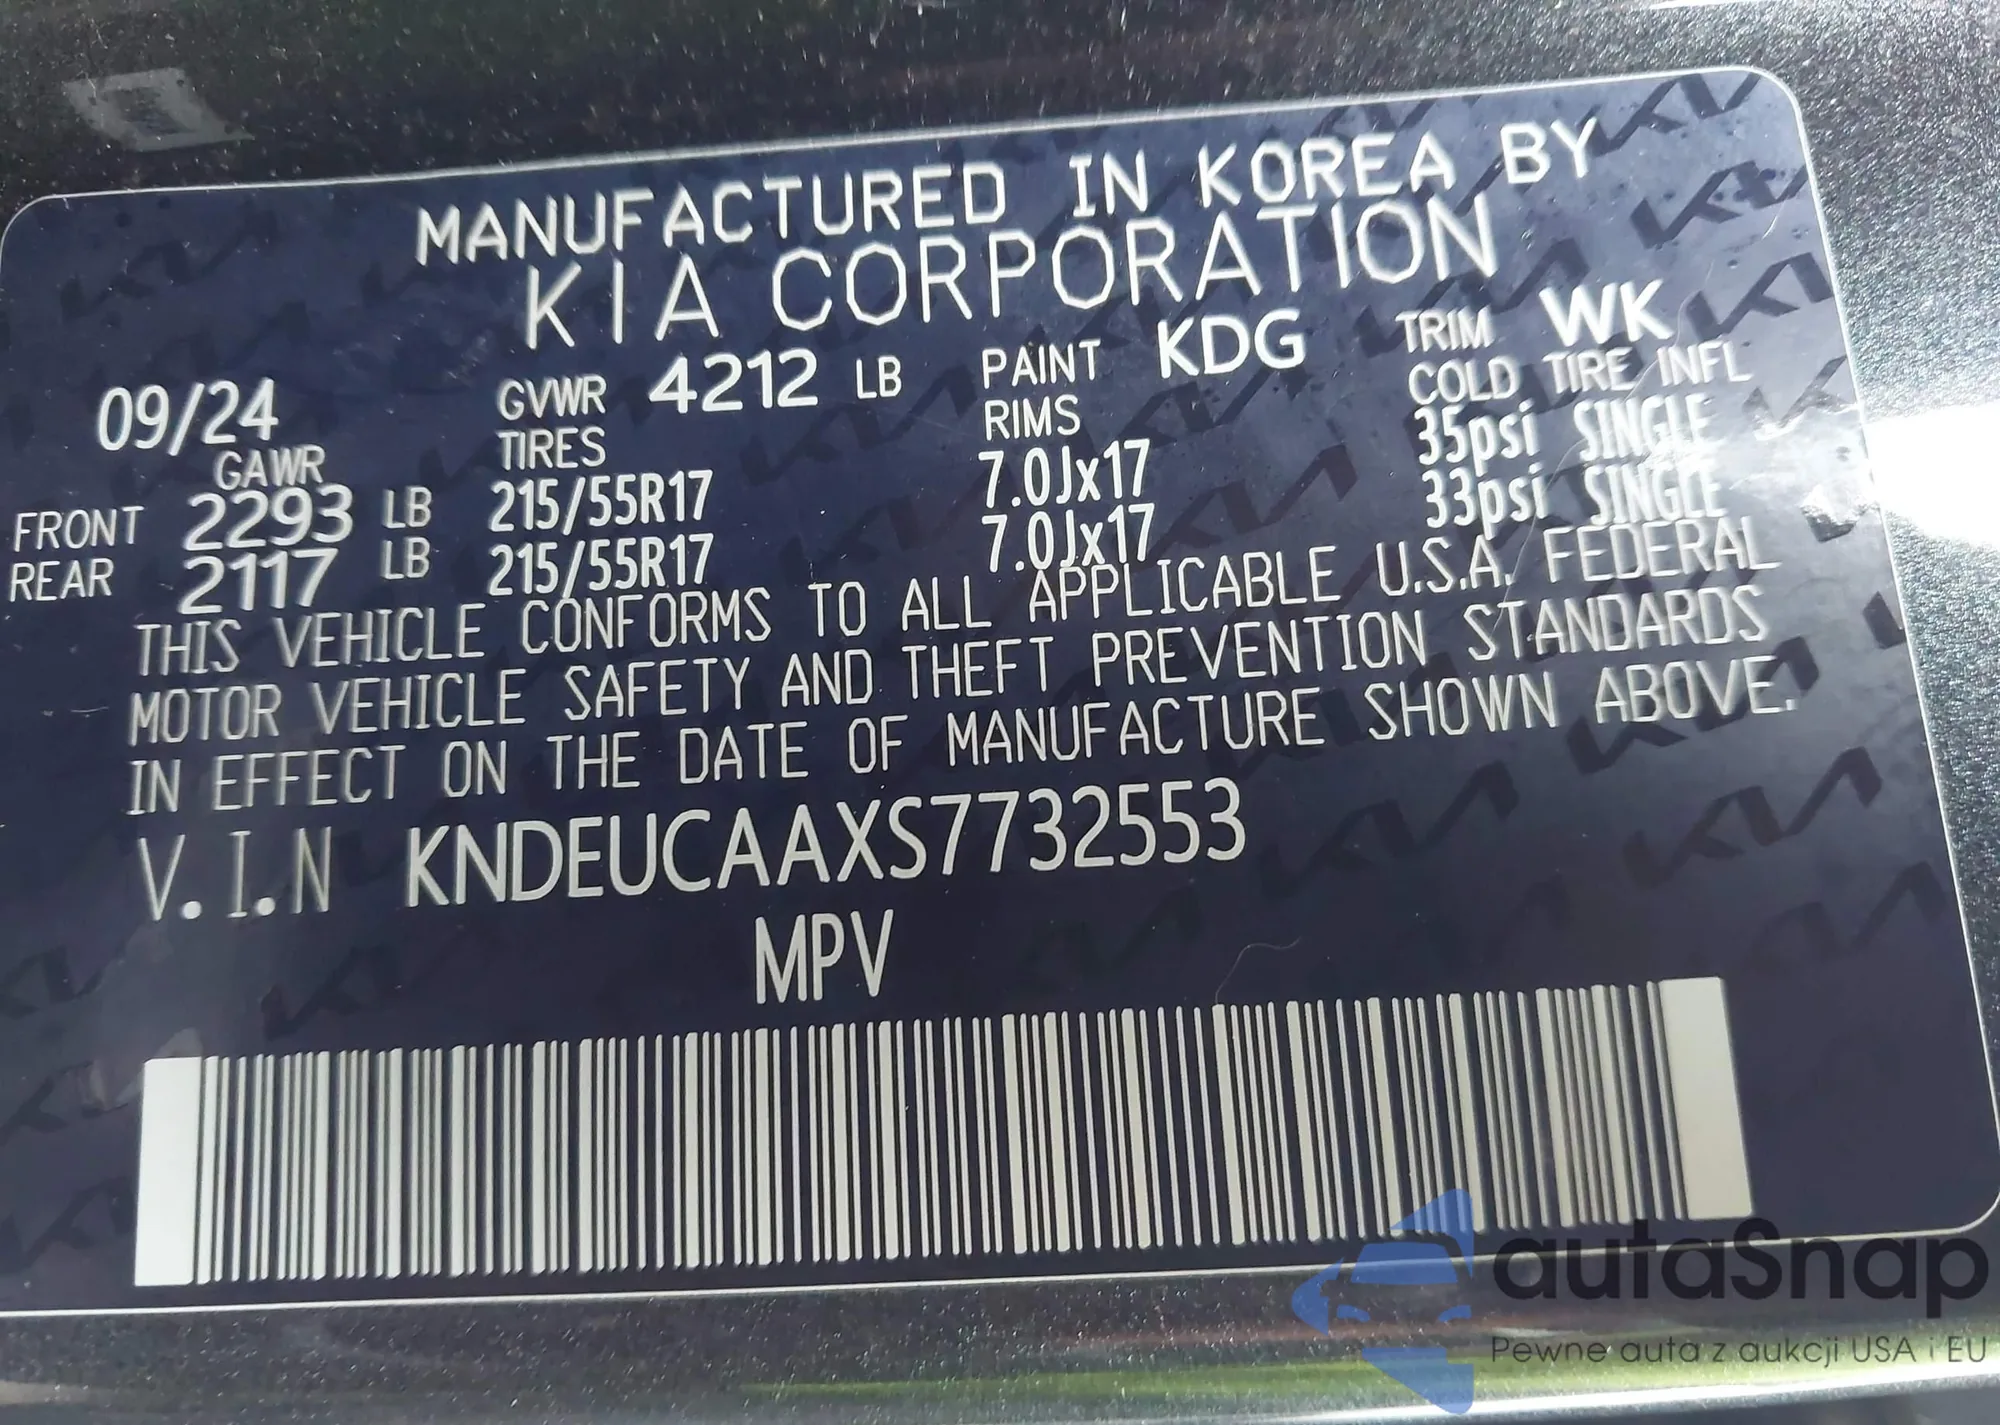 MANUFACTURED IN KOREA BY
KIA CORPORATION
09/24 GVWR 4212 LB PAINT KDG TRIM WK
GAWR TIRES RIMS COLD TIRE INFL
FRONT 2293 LB 215/55R17 7.0Jx17 35psi SINGLE
REAR 2117 LB 215/55R17 7.0Jx17 33psi SINGLE
THIS VEHICLE CONFORMS TO ALL APPLICABLE U.S.A. FEDERAL
MOTOR VEHICLE SAFETY AND THEFT PREVENTION STANDARDS
IN EFFECT ON THE DATE OF MANUFACTURE SHOWN ABOVE.
V.I.N KNDEUCAAXS7732553
MPV
autaSnap
Pewne auta z aukcji USA i EU